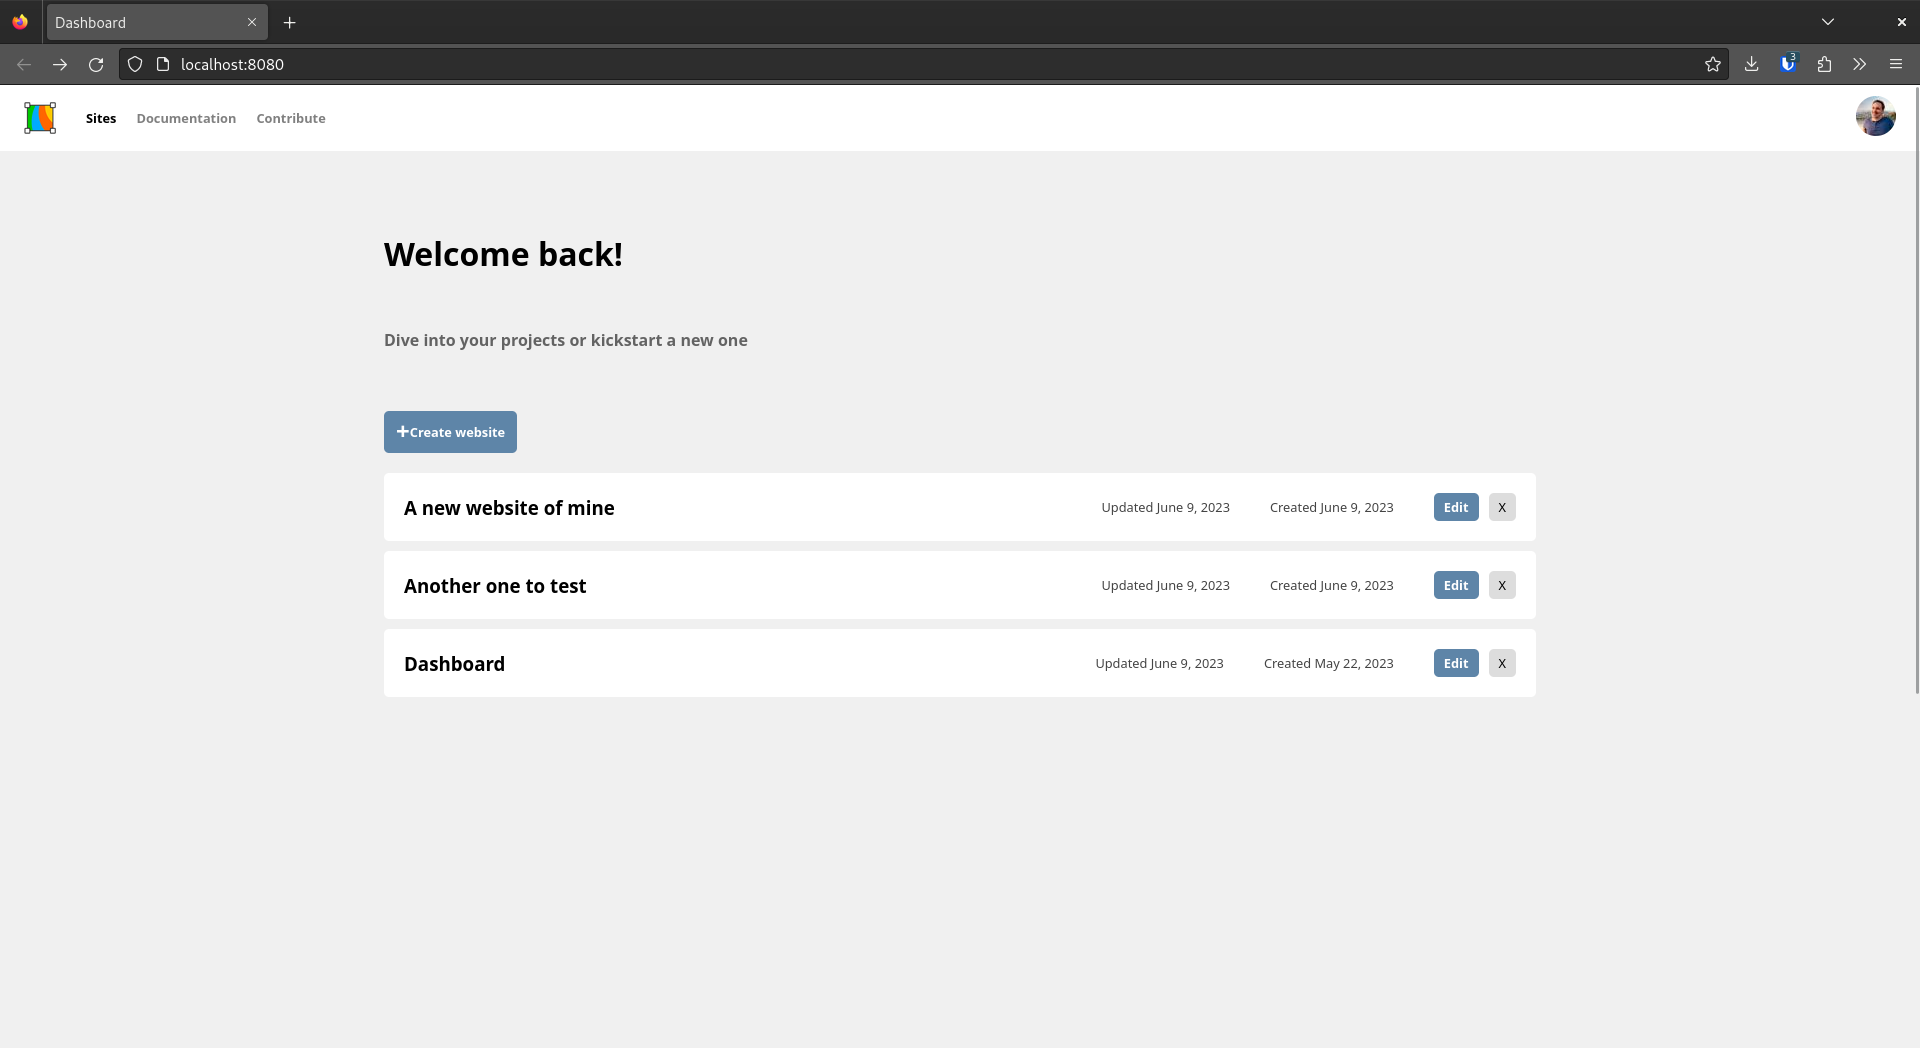 Dashboard
localhost:8080
3
Sites Documentation Contribute
Welcome back!
Dive into your projects or kickstart a new one
+Create website
A new website of mine Updated June 9, 2023 Created June 9, 2023 Edit X
Another one to test Updated June 9, 2023 Created June 9, 2023 Edit X
Dashboard Updated June 9, 2023 Created May 22, 2023 Edit X